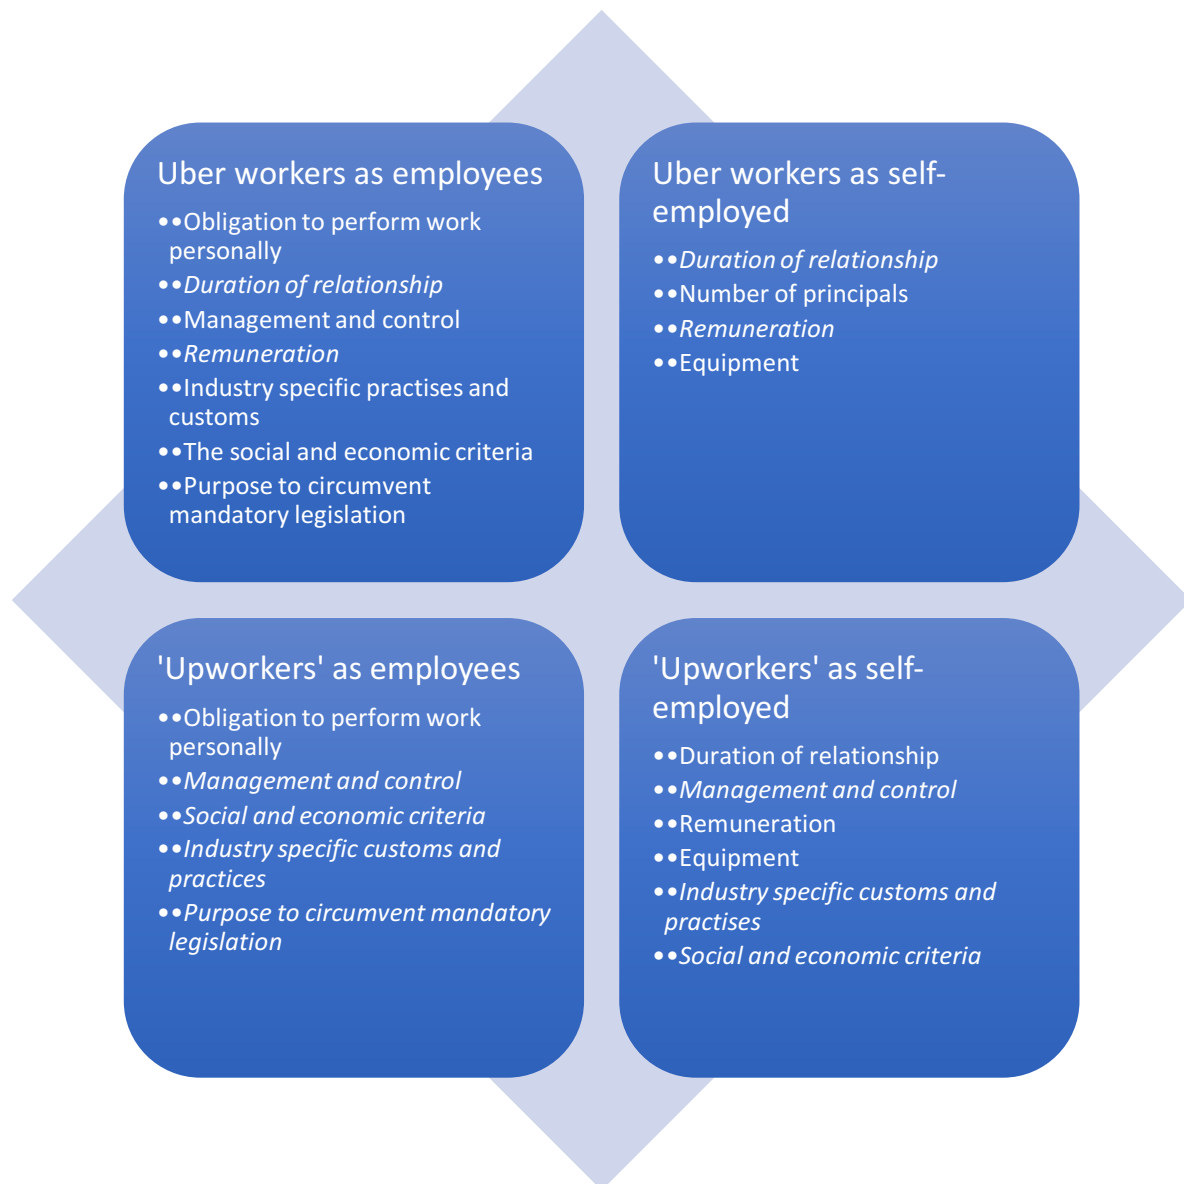 Uber workers as employees
••Obligation to perform work
personally
••Duration of relationship
••Management and control
••Remuneration
••Industry specific practises and
customs
••The social and economic criteria
••Purpose to circumvent
mandatory legislation
Uber workers as self-
employed
••Duration of relationship
••Number of principals
••Remuneration
••Equipment
'Upworkers' as employees
••Obligation to perform work
personally
••Management and control
••Social and economic criteria
••Industry specific customs and
practices
••Purpose to circumvent mandatory
legislation
'Upworkers' as self-
employed
••Duration of relationship
••Management and control
••Remuneration
••Equipment
••Industry specific customs and
practises
••Social and economic criteria